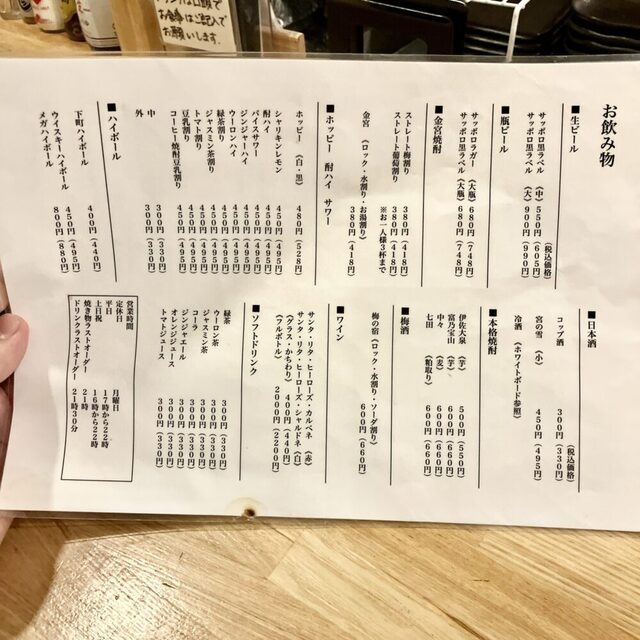 お飲み物
■生ビール
（税込価格）
サッポロ黒ラベル （中） 550円（605円）
サッポロ黒ラベル （大） 900円（990円）
■瓶ビール
サッポロラガー （大瓶） 680円（748円）
サッポロ黒ラベル （大瓶） 680円（748円）
■金宮焼酎
ストレート梅割り 380円（418円）
ストレート葡萄割り 380円（418円）
※お一人様3杯まで
金宮 （ロック・水割り・お湯割り） 380円（418円）
■ホッピー 酎ハイ サワー
ホッピー （白・黒） 480円（528円）
シャリキンレモン 450円（495円）
酎ハイ 450円（495円）
バイスサワー 450円（495円）
ジンジャーハイ 450円（495円）
ウーロンハイ 450円（495円）
緑茶割り 450円（495円）
ジャスミン茶割り 450円（495円）
トマト割り 450円（495円）
豆乳割り 450円（495円）
コーヒー焼酎豆乳割り 450円（495円）
中 300円（330円）
外 300円（330円）
■ハイボール
下町ハイボール 400円（440円）
ウイスキーハイボール 450円（495円）
メガハイボール 800円（880円）
■日本酒
（税込価格）
コップ酒 300円（330円）
宮の雪 （小） 450円（495円）
冷酒 （ホワイトボード参照）
■本格焼酎
伊佐大泉 （芋） 500円（550円）
富乃宝山 （芋） 600円（660円）
中々 （麦） 600円（660円）
七田 （粕取り） 600円（660円）
■梅酒
梅の宿（ロック・水割り・ソーダ割り） 600円（660円）
■ワイン
サンタ・リタ・ヒーローズ・カルベネ （赤）
サンタ・リタ・ヒーローズ・シャルドネ （白）
（グラス・かちわり） 400円（440円）
（フルボトル） 2000円（2200円）
■ソフトドリンク
緑茶 300円（330円）
ウーロン茶 300円（330円）
ジャスミン茶 300円（330円）
コーラ 300円（330円）
ジンジャエール 300円（330円）
オレンジジュース 300円（330円）
トマトジュース 300円（330円）
営業時間
定休日 月曜日
平日 17時から22時
土日祝 16時から22時
焼き物ラストオーダー 21時
ドリンクラストオーダー 21時30分
お食事はご記入で
お願いします。